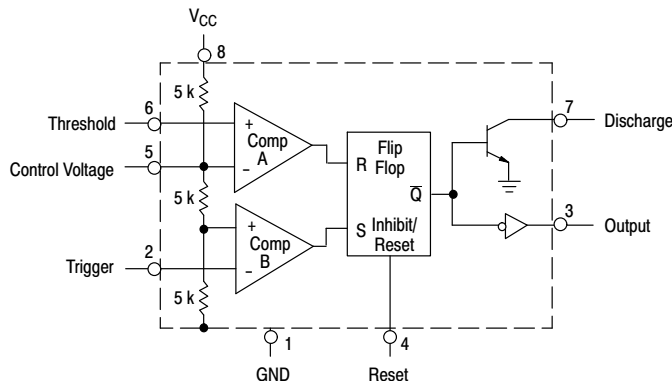 VCC
8
5 k
6
Threshold
+
Comp
A
−
5
Control Voltage
5 k
+
Comp
B
−
2
Trigger
5 k
R
Flip
Flop
Q̅
S
Inhibit/
Reset
7
Discharge
3
Output
1
GND
4
Reset